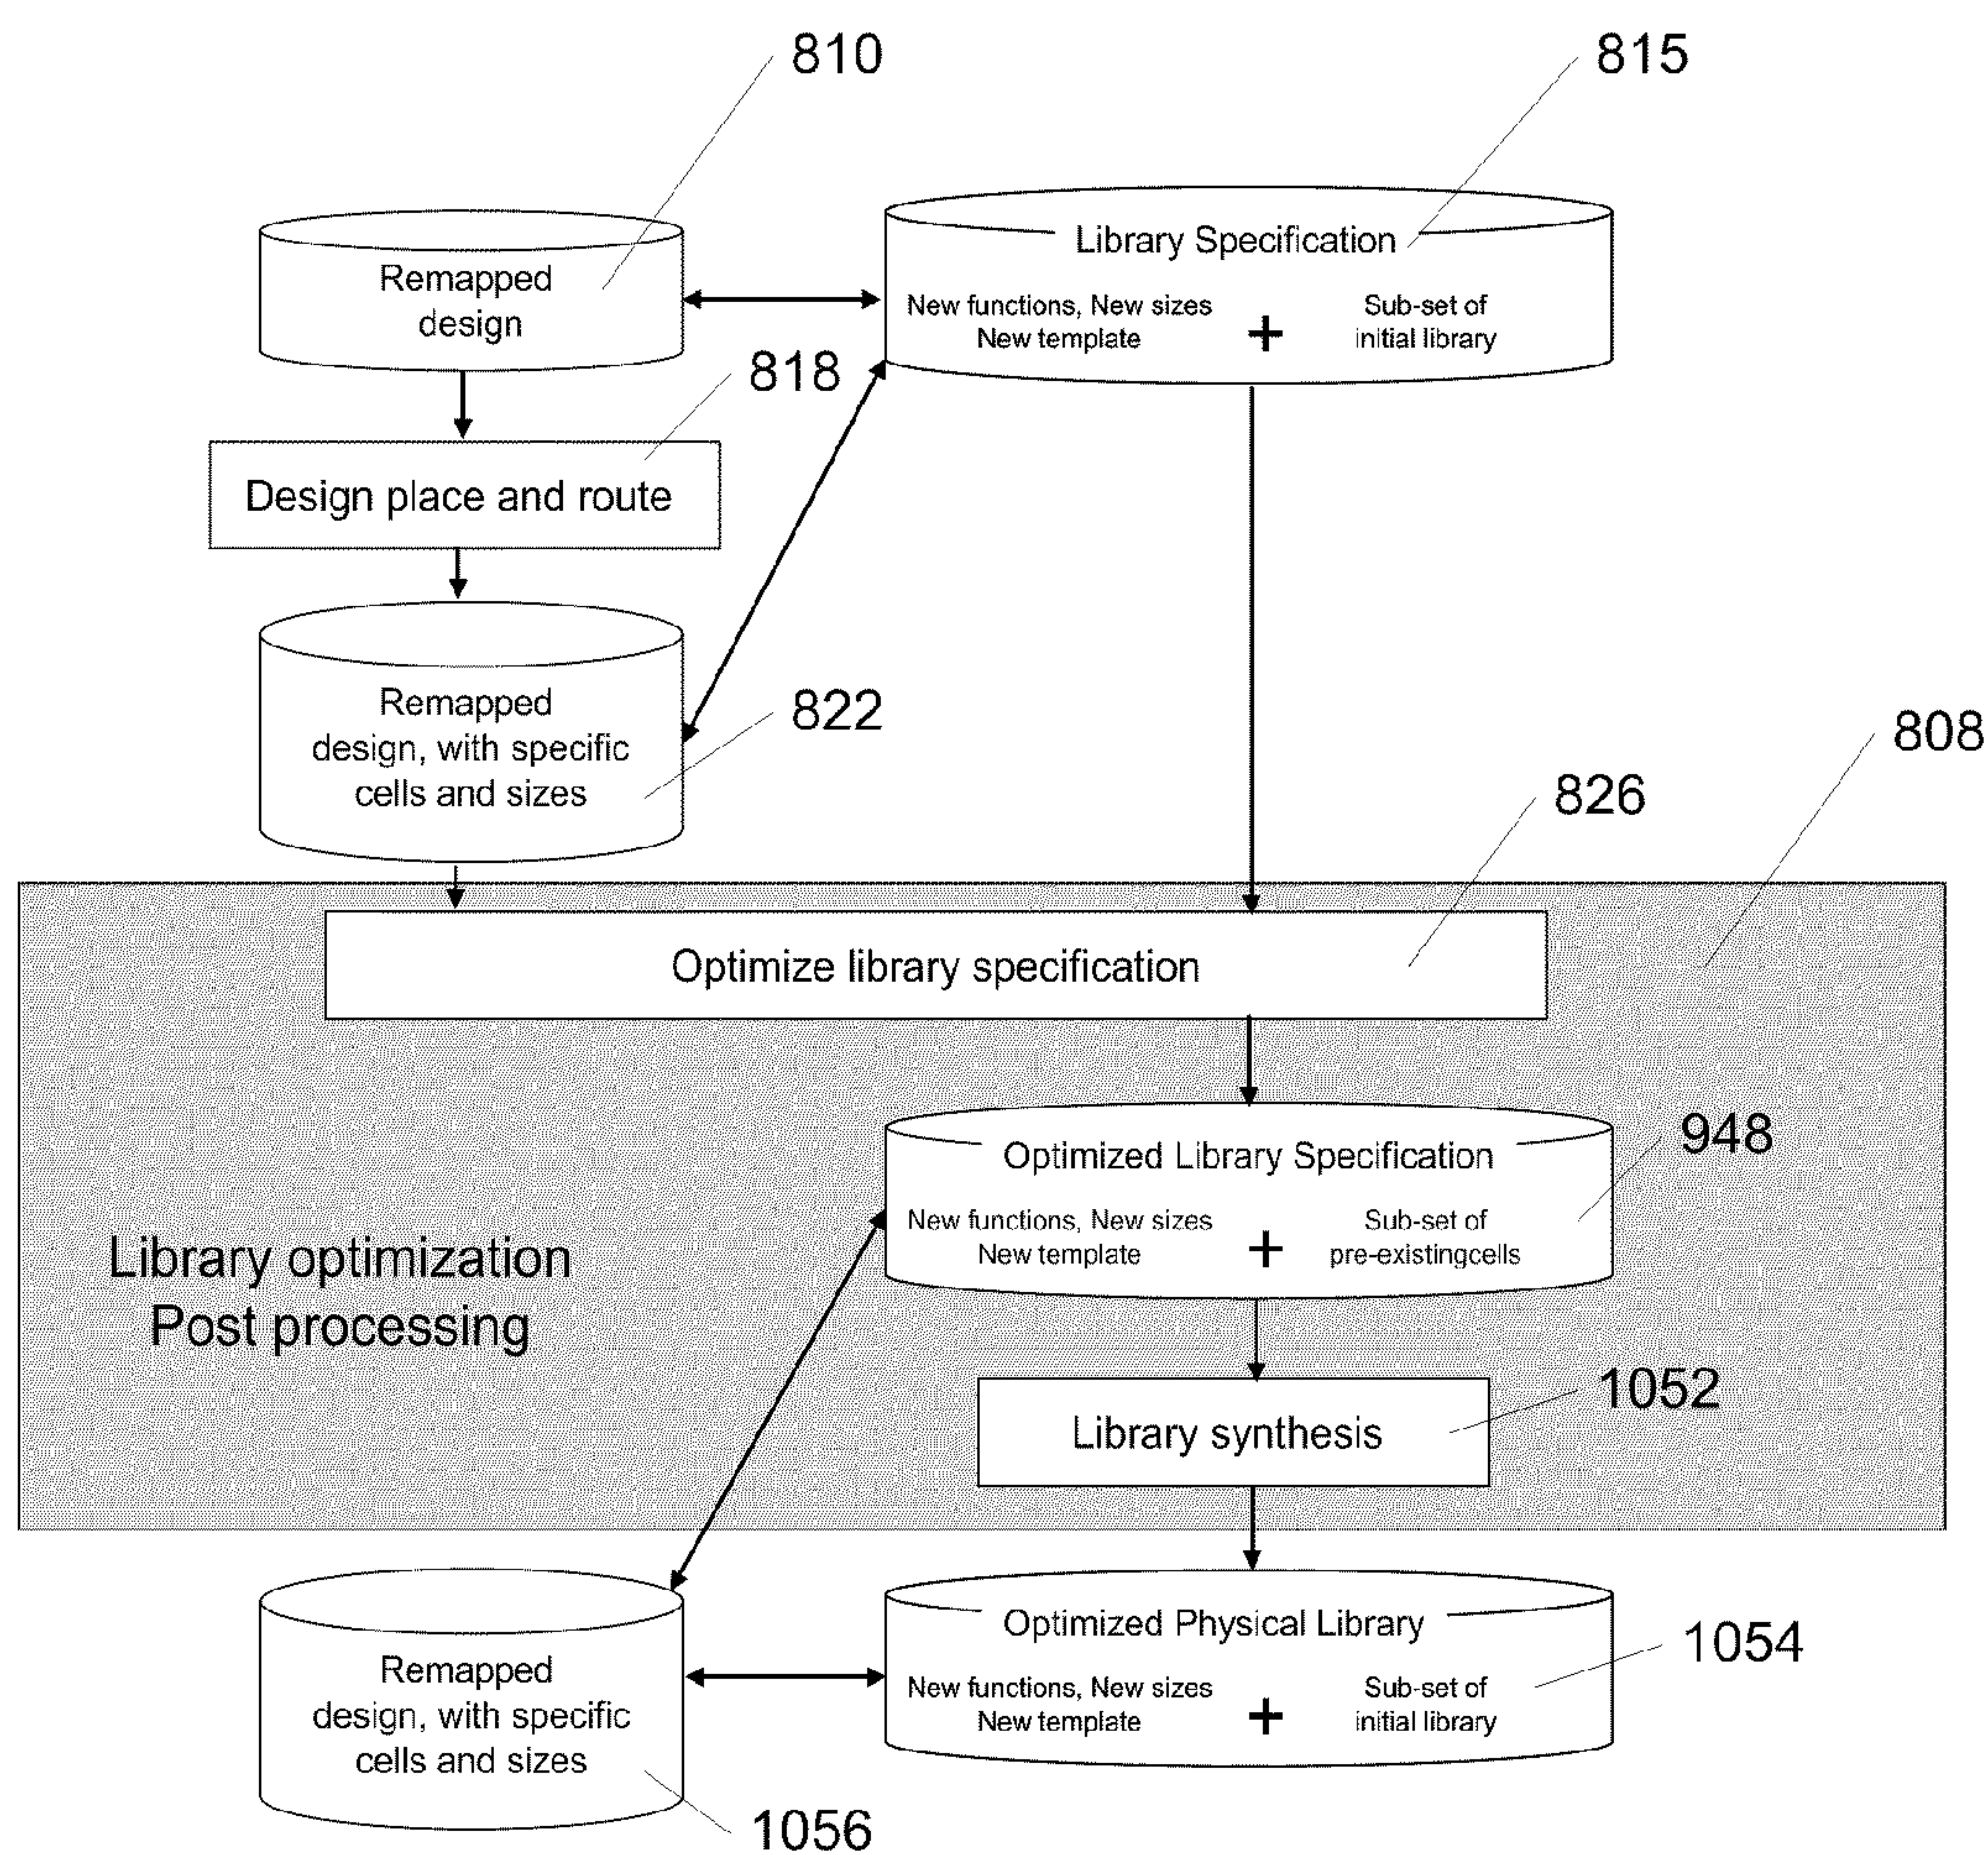 810
815
Library Specification
Remapped
design
New functions, New sizes
New template
+
Sub-set of
initial library
818
Design place and route
Remapped
design, with specific
cells and sizes
822
808
826
Optimize library specification
Optimized Library Specification
948
New functions, New sizes
New template
+
Sub-set of
pre-existingcells
Library optimization
Post processing
1052
Library synthesis
Optimized Physical Library
1054
Remapped
design, with specific
cells and sizes
New functions, New sizes
New template
+
Sub-set of
initial library
1056